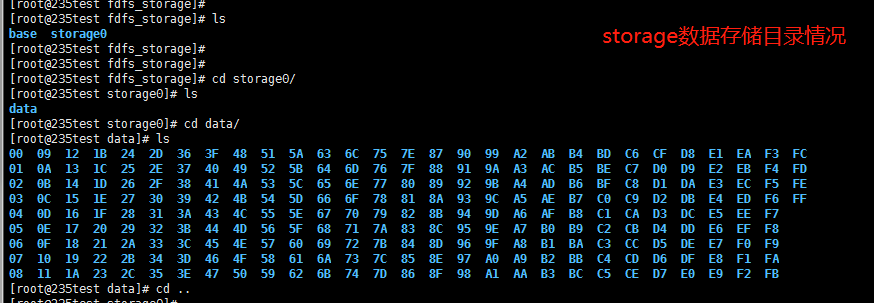 [root@235test fdfs_storage]#
[root@235test fdfs_storage]# ls
base  storage0
storage数据存储目录情况
[root@235test fdfs_storage]#
[root@235test fdfs_storage]#
[root@235test fdfs_storage]# cd storage0/
[root@235test storage0]# ls
data
[root@235test storage0]# cd data/
[root@235test data]# ls
00 09 12 1B 24 2D 36 3F 48 51 5A 63 6C 75 7E 87 90 99 A2 AB B4 BD C6 CF D8 E1 EA F3 FC
01 0A 13 1C 25 2E 37 40 49 52 5B 64 6D 76 7F 88 91 9A A3 AC B5 BE C7 D0 D9 E2 EB F4 FD
02 0B 14 1D 26 2F 38 41 4A 53 5C 65 6E 77 80 89 92 9B A4 AD B6 BF C8 D1 DA E3 EC F5 FE
03 0C 15 1E 27 30 39 42 4B 54 5D 66 6F 78 81 8A 93 9C A5 AE B7 C0 C9 D2 DB E4 ED F6 FF
04 0D 16 1F 28 31 3A 43 4C 55 5E 67 70 79 82 8B 94 9D A6 AF B8 C1 CA D3 DC E5 EE F7
05 0E 17 20 29 32 3B 44 4D 56 5F 68 71 7A 83 8C 95 9E A7 B0 B9 C2 CB D4 DD E6 EF F8
06 0F 18 21 2A 33 3C 45 4E 57 60 69 72 7B 84 8D 96 9F A8 B1 BA C3 CC D5 DE E7 F0 F9
07 10 19 22 2B 34 3D 46 4F 58 61 6A 73 7C 85 8E 97 A0 A9 B2 BB C4 CD D6 DF E8 F1 FA
08 11 1A 23 2C 35 3E 47 50 59 62 6B 74 7D 86 8F 98 A1 AA B3 BC C5 CE D7 E0 E9 F2 FB
[root@235test data]# cd ..
[root@235test storage0]#